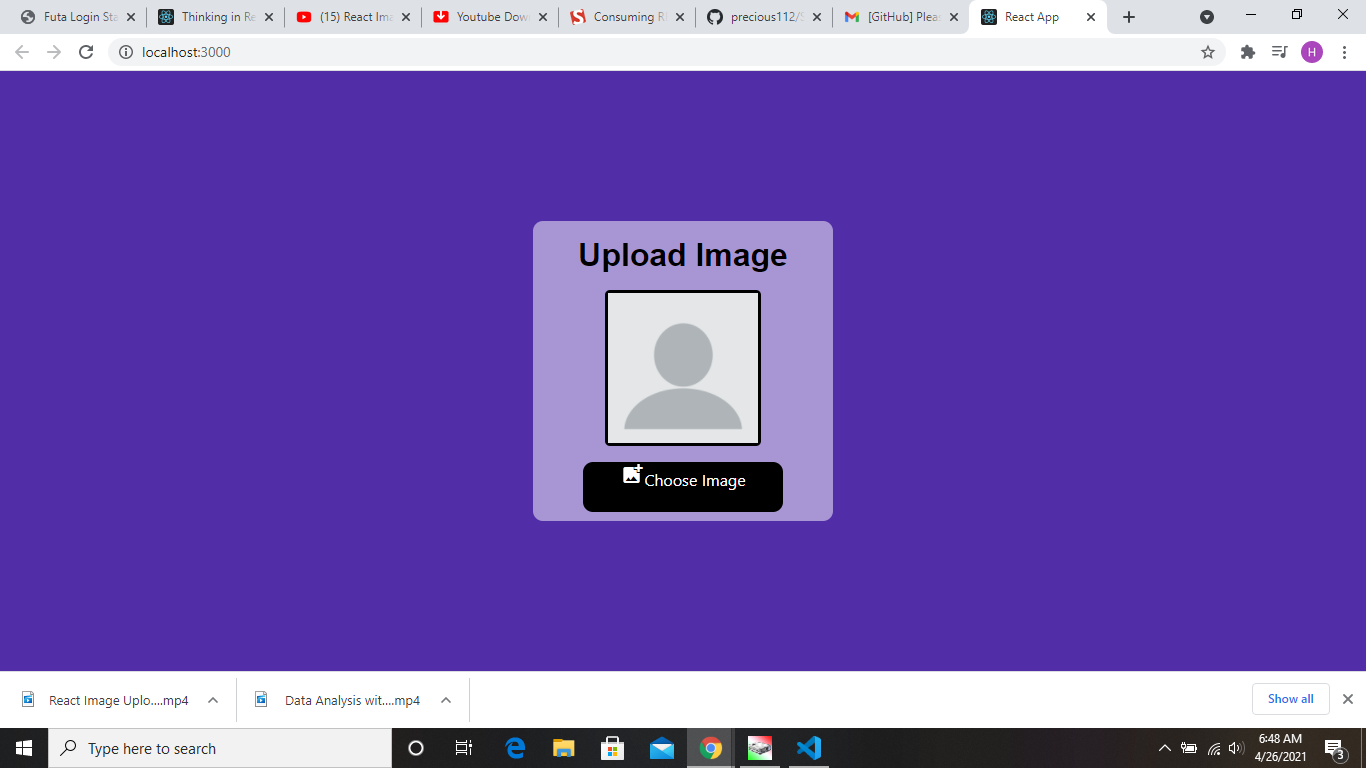 Futa Login Sta
Thinking in Re
(15) React Ima
Youtube Dow
Consuming R
precious112/S
[GitHub] Pleas
React App
localhost:3000
H
Upload Image
Choose Image
React Image Uplo....mp4
Data Analysis wit....mp4
Show all
Type here to search
6:48 AM
4/26/2021
3